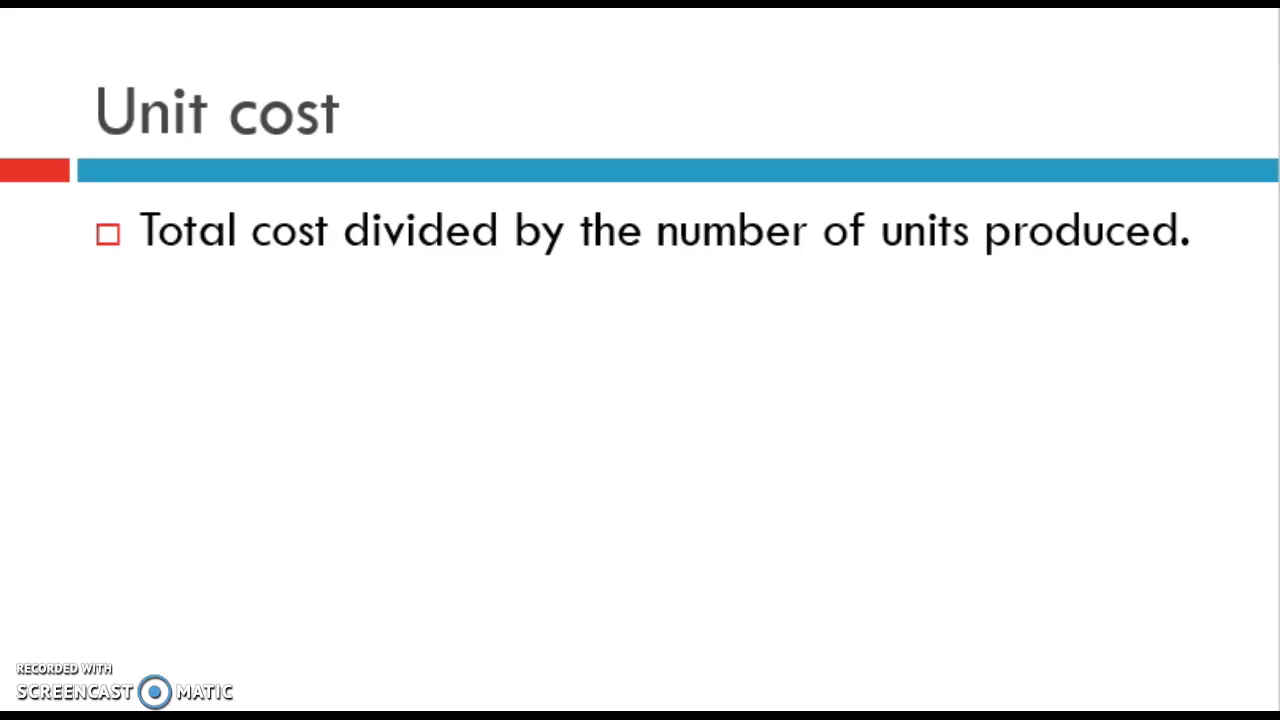 Unit cost
Total cost divided by the number of units produced.
RECORDED WITH
SCREENCAST MATIC